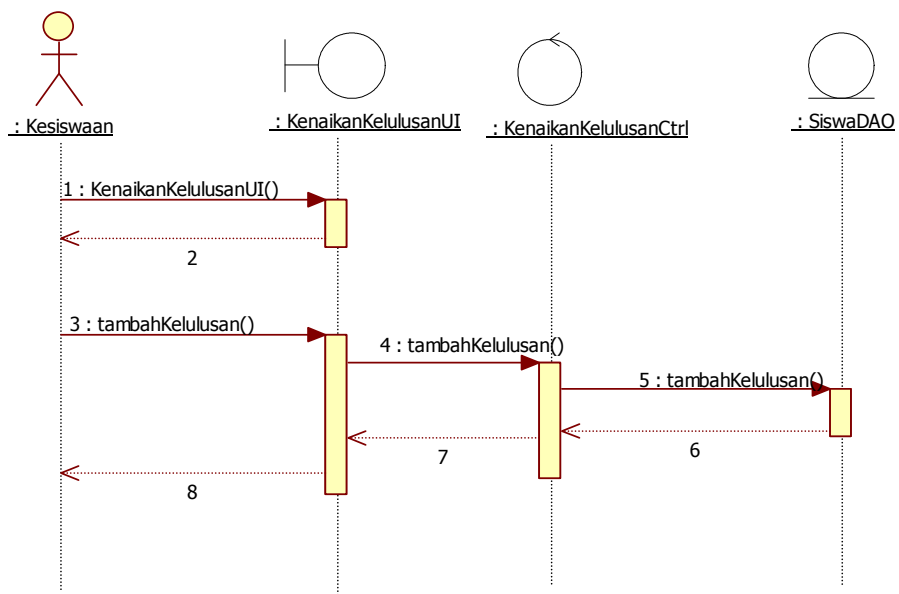 : Kesiswaan
: KenaikanKelulusanUI
: KenaikanKelulusanCtrl
: SiswaDAO
1 : KenaikanKelulusanUI()
2
3 : tambahKelulusan()
4 : tambahKelulusan()
5 : tambahKelulusan()
6
7
8